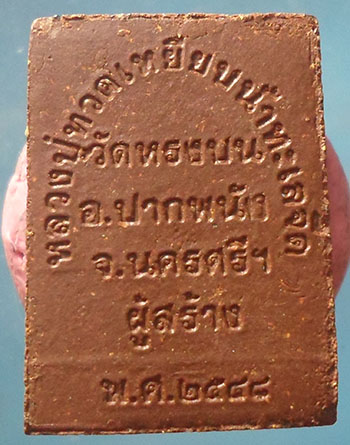 หลวงปู่ทวดเหยียบน้ำทะเลจืด
วัดหรงบน
อ.ปากพนัง
จ.นครศรีฯ
ผู้สร้าง
พ.ศ.๒๕๔๘